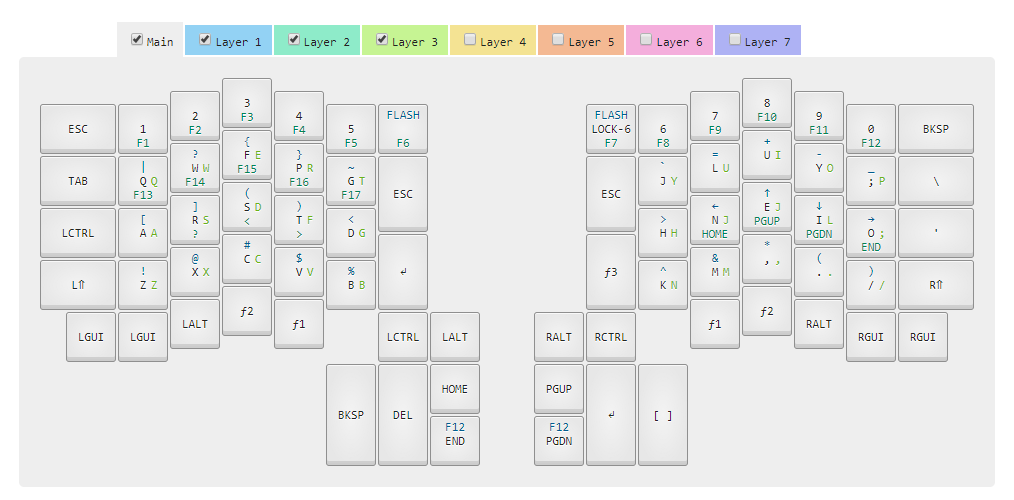 Main Layer 1 Layer 2 Layer 3 Layer 4 Layer 5 Layer 6 Layer 7
3 8
F3 F10
2 4 FLASH FLASH 7 9
F2 F4 LOCK-6 F9 F11
ESC 1 5 F6 F7 6 0 BKSP
F1 F5 F8 F12
{ +
F E U I
F15
? } = -
W W P R L U Y O
F14 F16
TAB | ~ ESC ESC ` _ \
Q Q G T J Y ; P
F13 F17
( ↑
S D E J
< PGUP
] ) ← ↓
R S T F N J I L
? > HOME PGDN
LCTRL [ < > → '
A A D G H H O ;
END
# *
C C , ,
@ $ & (
X X V V M M . .
L⇑ ! % ↲ ƒ3 ^ ) R⇑
Z Z B B K N / /
ƒ2 ƒ2
LALT ƒ1 ƒ1 RALT
LGUI LGUI LCTRL LALT RALT RCTRL RGUI RGUI
HOME PGUP
BKSP DEL ↲ [ ]
F12 F12
END PGDN